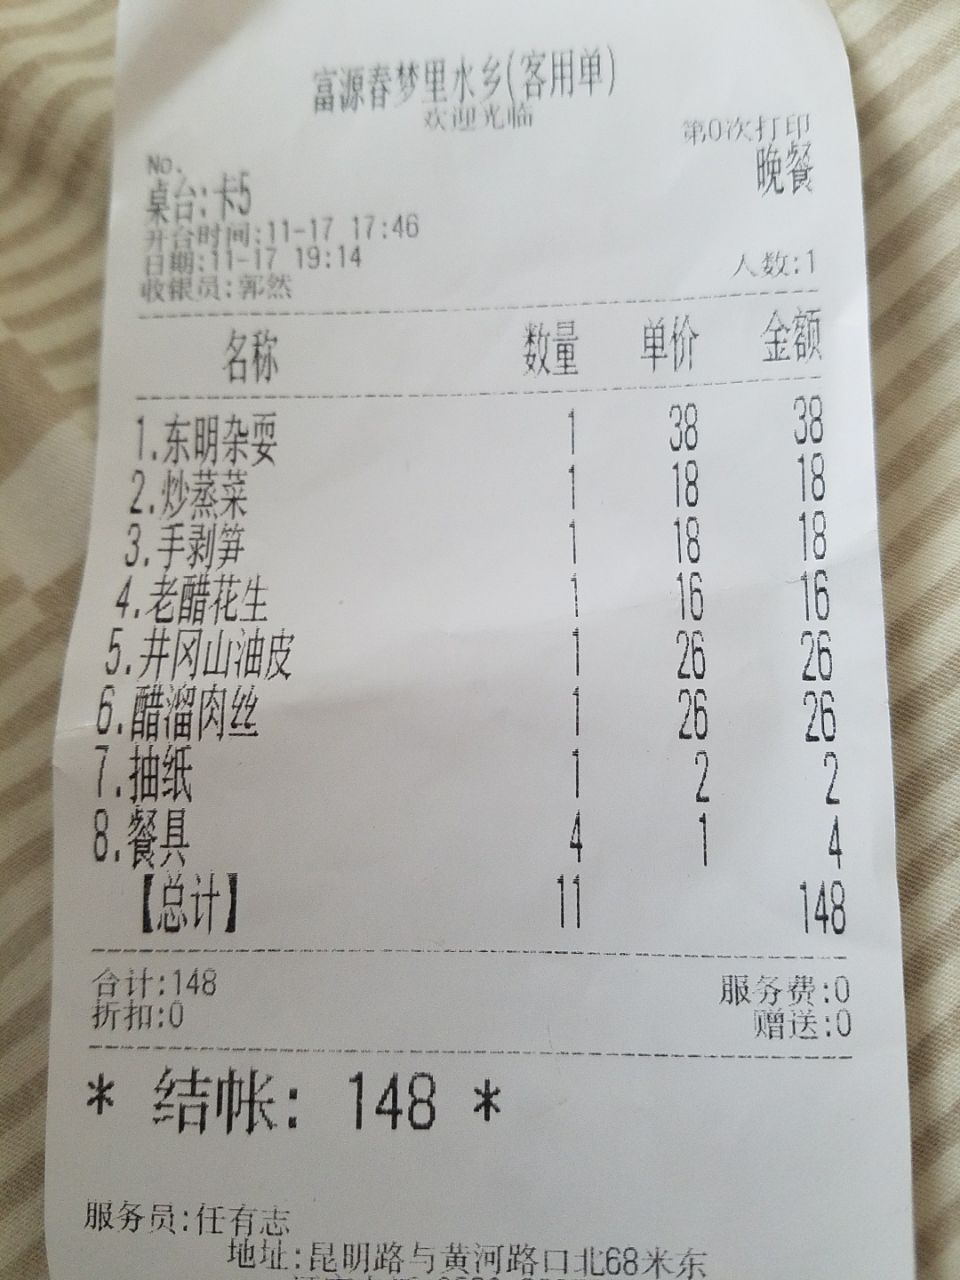 富源春梦里水乡(客用单)
欢迎光临
第0次打印
No、
晚餐
桌台:卡5
开台时间:11-17 17:46
日期:11-17 19:14
人数:1
收银员:郭然
名称 数量 单价 金额
1.东明杂耍 1 38 38
2.炒蒸菜 1 18 18
3.手剥笋 1 18 18
4.老醋花生 1 16 16
5.井冈山油皮 1 26 26
6.醋溜肉丝 1 26 26
7.抽纸 1 2 2
8.餐具 4 1 4
【总计】 11 148
合计:148 服务费:0
折扣:0 赠送:0
* 结帐: 148 *
服务员:任有志
地址:昆明路与黄河路口北68米东